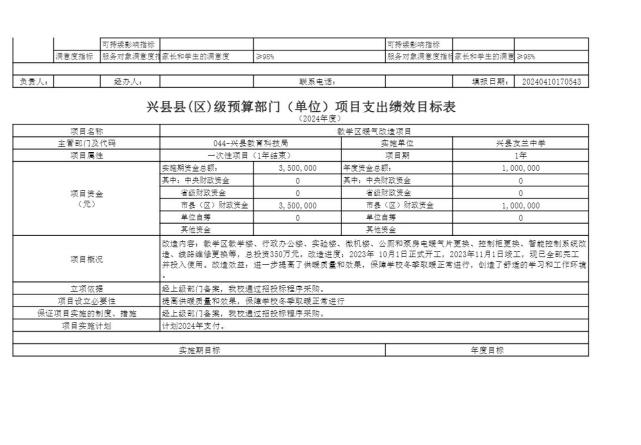 可持续影响指标 可持续影响指标
满意度指标 服务对象满意度指 家长和学生的满意度 ≥98% 服务对象满意度指 家长和学生的满意 ≥98%
负责人: 经办人: 联系电话: 填报日期: 20240410170543
兴县县(区)级预算部门(单位)项目支出绩效目标表
(2024年度)
项目名称 教学区暖气改造项目
主管部门及代码 044-兴县教育科技局 实施单位 兴县友兰中学
项目属性 一次性项目(1年结束) 项目期 1年
项目资金
(元)
实施期资金总额: 3,500,000 年度资金总额: 1,000,000
其中:中央财政资金 0 其中:中央财政资金 0
省级财政资金 0 省级财政资金 0
市县(区)财政资金 3,500,000 市县(区)财政资金 1,000,000
单位自筹 0 单位自筹 0
其他资金 其他资金
项目概况
改造内容:教学区教学楼、行政办公楼、实验楼、微机楼、公厕和泵房电暖气片更换、控制柜更换、智能控制系统改
造、线路维修更换等,总投资350万元,改造进度:2023年 10月1日正式开工,2023年11月1日竣工,现已全部完工
并投入使用。改造效益:进一步提高了供暖质量和效果,保障学校冬季取暖正常进行,创造了舒适的学习和工作环境
。
立项依据 经上级部门备案,我校通过招投标程序采购。
项目设立必要性 提高供暖质量和效果,保障学校冬季取暖正常进行
保证项目实施的制度、措施 经上级部门备案,我校通过招投标程序采购。
项目实施计划 计划2024年支付。
实施期目标 年度目标